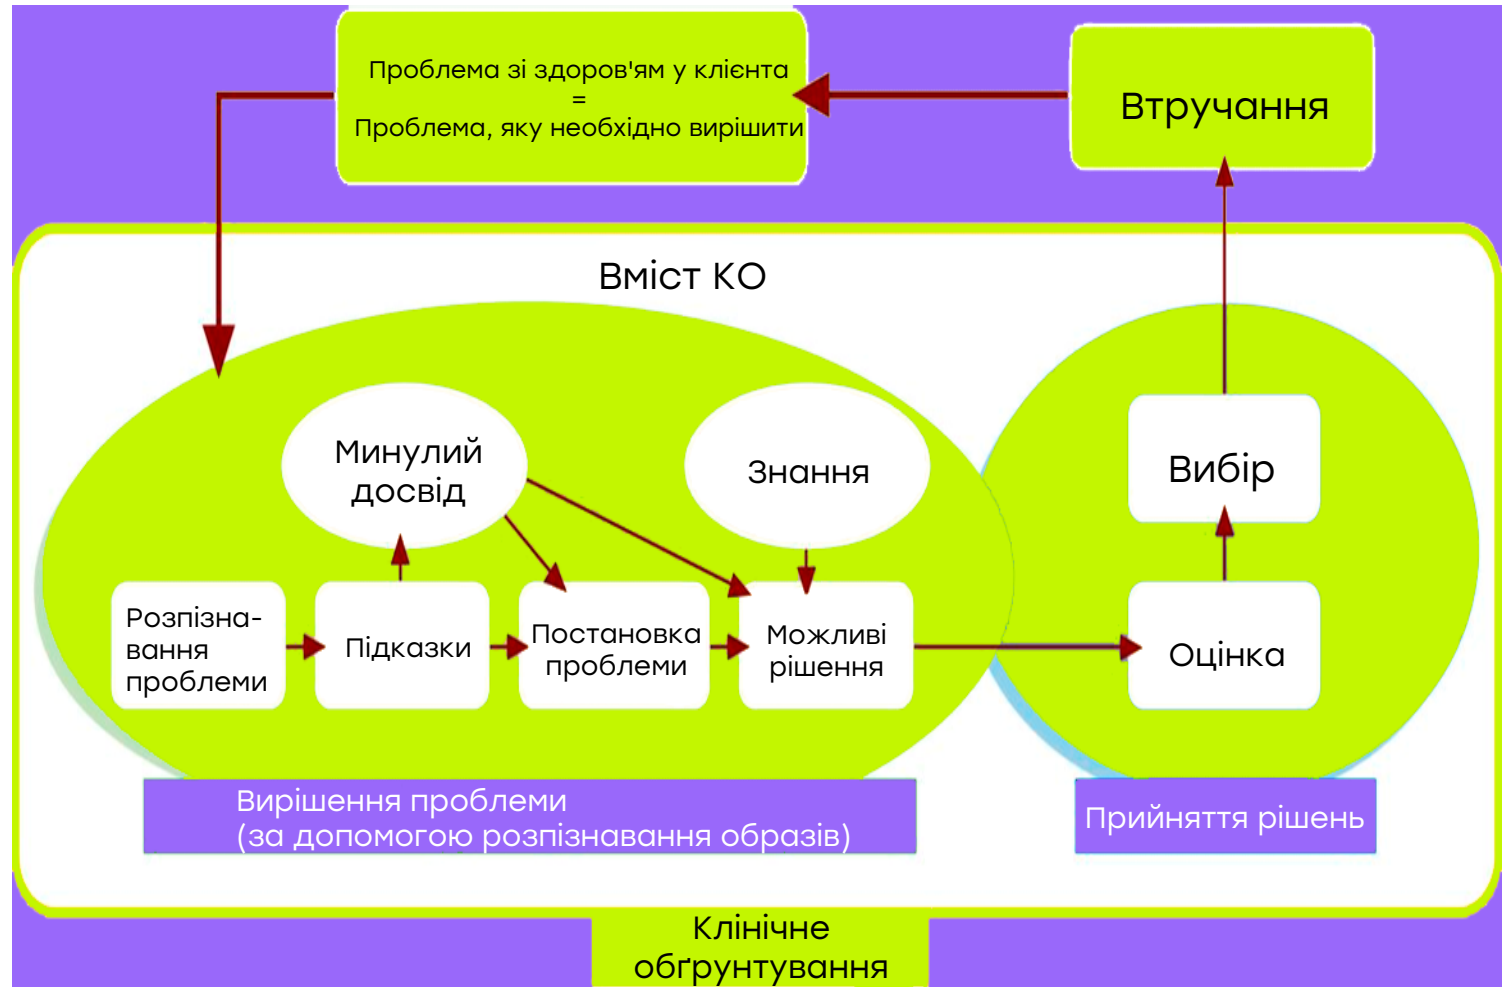 Проблема зі здоров'ям у клієнта
=
Проблема, яку необхідно вирішити
Втручання
Вміст КО
Минулий
досвід
Знання
Вибір
Розпізна-
вання
проблеми
Підказки
Постановка
проблеми
Можливі
рішення
Оцінка
Вирішення проблеми
(за допомогою розпізнавання образів)
Прийняття рішень
Клінічне
обґрунтування